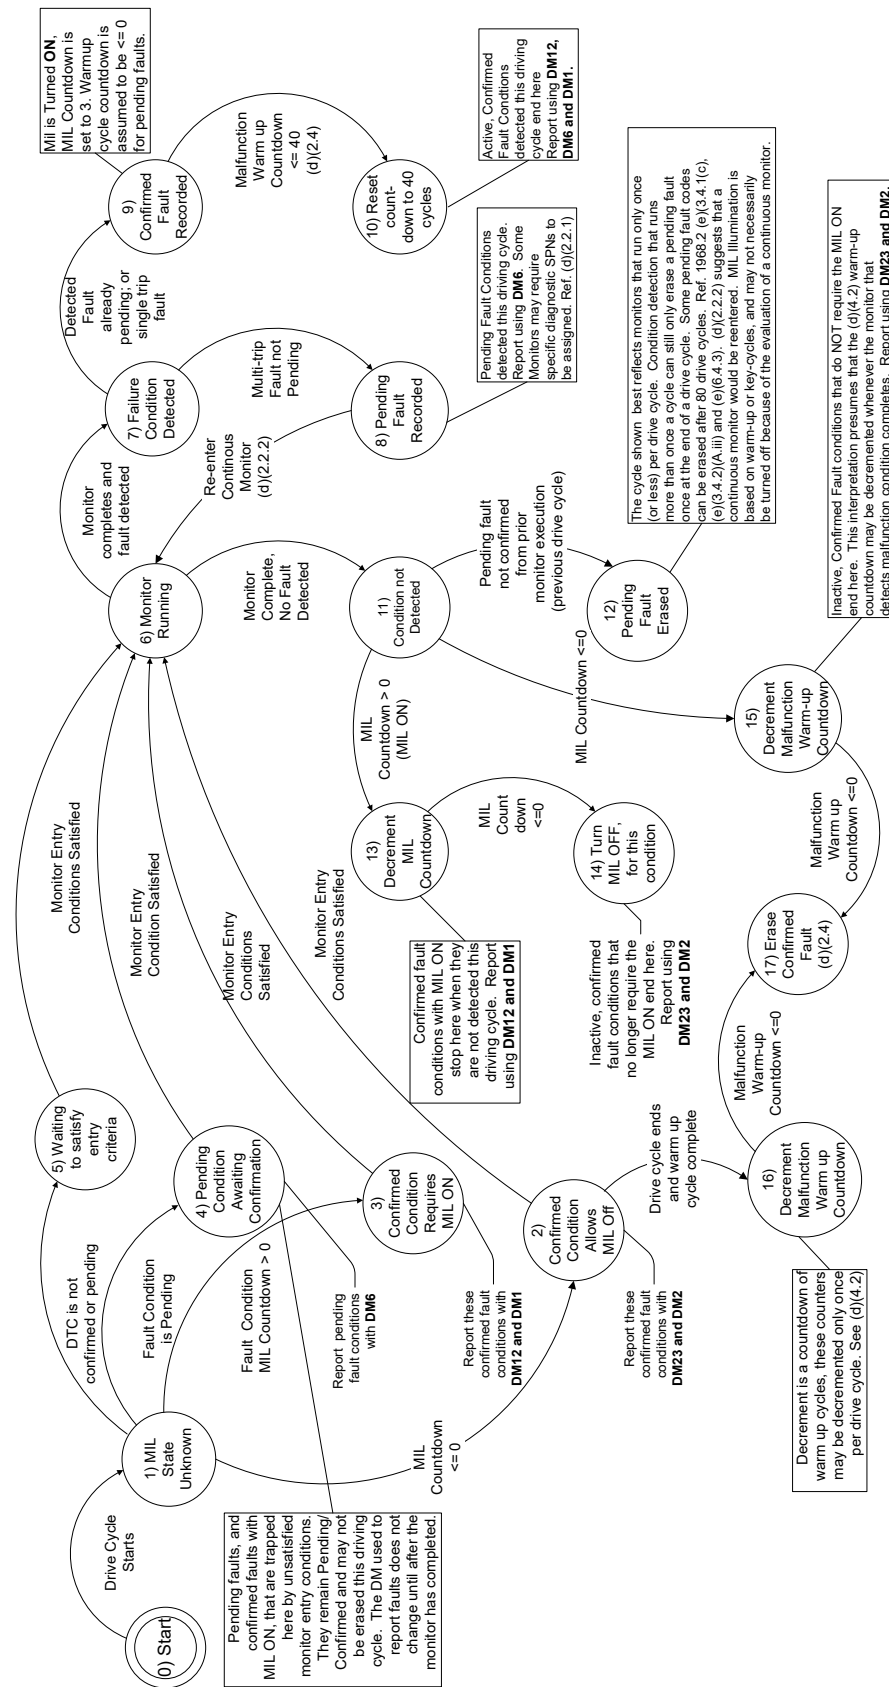 0) Start
Drive Cycle
Starts
1) MIL
State
Unknown
DTC is not
confirmed or pending
Fault Condition
is Pending
Fault Condition
MIL Countdown > 0
MIL
Countdown
<= 0
5) Waiting
to satisfy
entry
criteria
4) Pending
Condition
Awaiting
Confirmation
3)
Confirmed
Condition
Requires
MIL ON
2)
Confirmed
Condition
Allows
MIL Off
Report pending
fault conditions
with DM6
Report these
confirmed fault
conditions with
DM12 and DM1
Report these
confirmed fault
conditions with
DM23 and DM2
Pending faults, and
confirmed faults with
MIL ON, that are trapped
here by unsatisfied
monitor entry conditions.
They remain Pending/
Confirmed and may not
be erased this driving
cycle. The DM used to
report faults does not
change until after the
monitor has completed.
Monitor Entry
Conditions Satisfied
Monitor Entry
Condition Satisfied
Monitor Entry
Conditions
Satisfied
Monitor Entry
Conditions Satisfied
Drive cycle ends
and warm up
cycle complete
16)
Decrement
Malfunction
Warm up
Countdown
Decrement is a countdown of
warm up cycles, these counters
may be decremented only once
per drive cycle. See (d)(4.2)
Malfunction
Warm-up
Countdown <=0
17) Erase
Confirmed
Fault
(d)(2.4)
6) Monitor
Running
Monitor
completes and
fault detected
7) Failure
Condition
Detected
Detected
Fault
already
pending; or
single trip
fault
9)
Confirmed
Fault
Recorded
Mil is Turned ON,
MIL Countdown is
set to 3. Warmup
cycle countdown is
assumed to be <= 0
for pending faults.
Malfunction
Warm up
Countdown
<= 40
(d)(2.4)
10) Reset
count-
down to 40
cycles
Active, Confirmed
Fault Condtions
detected this driving
cycle end here
Report using DM12,
DM6 and DM1.
Multi-trip
Fault not
Pending
8) Pending
Fault
Recorded
Re-enter
Continous
Monitor
(d)(2.2.2)
Pending Fault Conditions
detected this driving cycle.
Report using DM6. Some
Monitors may require
specific diagnostic SPNs to
be assigned. Ref. (d)(2.2.1)
Monitor
Complete,
No Fault
Detected
11)
Condition not
Detected
Pending fault
not confirmed
from prior
monitor execution
(previous drive cycle)
12)
Pending
Fault
Erased
The cycle shown best reflects monitors that run only once
(or less) per drive cycle. Condition detection that runs
more than once a cycle can still only erase a pending fault
once at the end of a drive cycle. Some pending fault codes
can be erased after 80 drive cycles. Ref. 1968.2 (e)(3.4.1(c),
(e)(3.4.2)(A.iii) and (e)(6.4.3). (d)(2.2.2) suggests that a
continuous monitor would be reentered. MIL Illumination is
based on warm-up or key-cycles, and may not necessarily
be turned off because of the evaluation of a continuous monitor.
MIL
Countdown > 0
(MIL ON)
13)
Decrement
MIL
Countdown
Confirmed fault
conditions with MIL ON
stop here when they
are not detected this
driving cycle. Report
using DM12 and DM1
MIL
Count
down
<=0
14) Turn
MIL OFF,
for this
condition
Inactive, confirmed
fault conditions that
no longer require the
MIL ON end here.
Report using
DM23 and DM2
MIL Countdown <=0
15)
Decrement
Malfunction
Warm-up
Countdown
Malfunction
Warm up
Countdown <=0
Inactive, Confirmed Fault conditions that do NOT require the MIL ON
end here. This interpretation presumes that the (d)(4.2) warm-up
countdown may be decremented whenever the monitor that
detects malfunction condition completes. Report using DM23 and DM2.